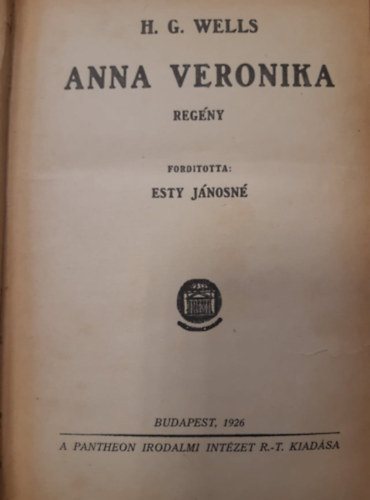 H. G. WELLS
ANNA VERONIKA
REGÉNY
FORDITOTTA:
ESTY JÁNOSNÉ
BUDAPEST, 1926
A PANTHEON IRODALMI INTÉZET R.-T. KIADÁSA